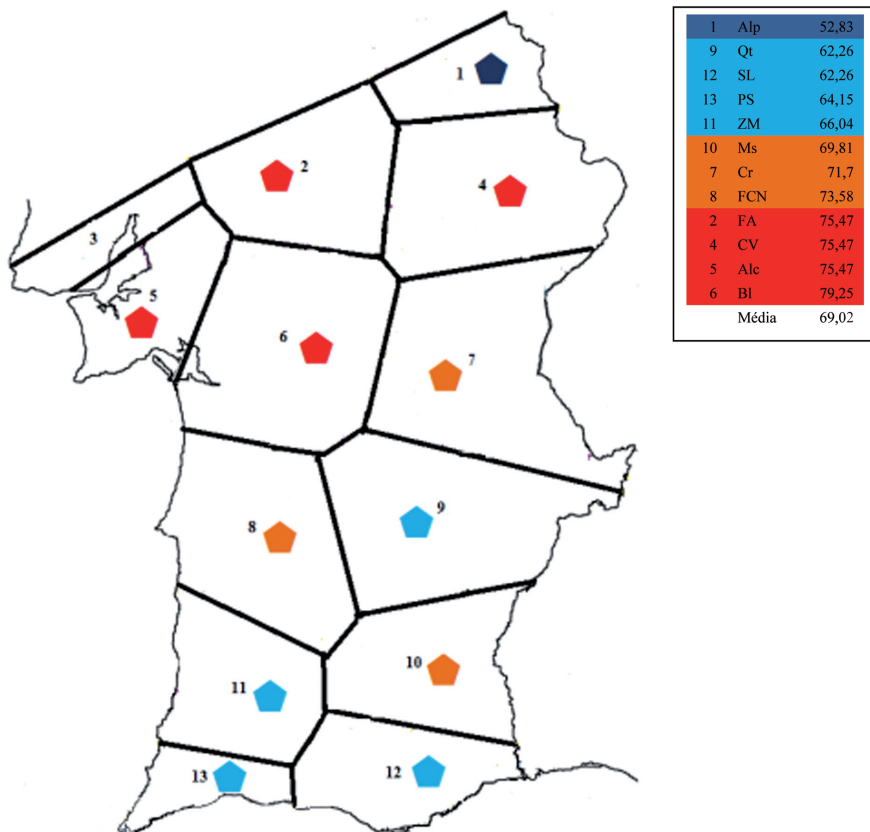 1 Alp 52,83
9 Qt 62,26
12 SL 62,26
13 PS 64,15
11 ZM 66,04
10 Ms 69,81
7 Cr 71,7
8 FCN 73,58
2 FA 75,47
4 CV 75,47
5 Alc 75,47
6 Bl 79,25
Média 69,02
1
2
4
3
5
6
7
9
8
10
11
12
13